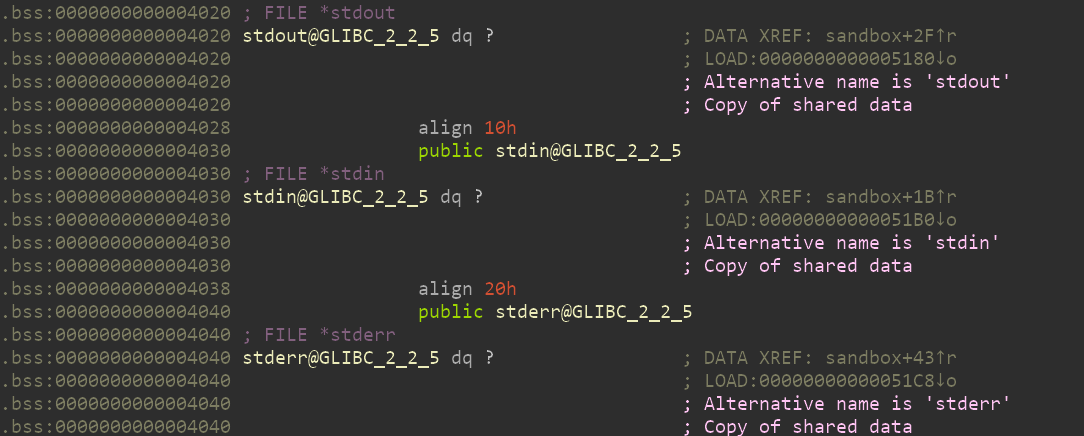 .bss:0000000000004020 ; FILE *stdout
.bss:0000000000004020 stdout@GLIBC_2_2_5 dq ? ; DATA XREF: sandbox+2F↑r
.bss:0000000000004020 ; LOAD:0000000000005180↓o
.bss:0000000000004020 ; Alternative name is 'stdout'
.bss:0000000000004020 ; Copy of shared data
.bss:0000000000004028 align 10h
.bss:0000000000004030 public stdin@GLIBC_2_2_5
.bss:0000000000004030 ; FILE *stdin
.bss:0000000000004030 stdin@GLIBC_2_2_5 dq ? ; DATA XREF: sandbox+1B↑r
.bss:0000000000004030 ; LOAD:00000000000051B0↓o
.bss:0000000000004030 ; Alternative name is 'stdin'
.bss:0000000000004030 ; Copy of shared data
.bss:0000000000004038 align 20h
.bss:0000000000004040 public stderr@GLIBC_2_2_5
.bss:0000000000004040 ; FILE *stderr
.bss:0000000000004040 stderr@GLIBC_2_2_5 dq ? ; DATA XREF: sandbox+43↑r
.bss:0000000000004040 ; LOAD:00000000000051C8↓o
.bss:0000000000004040 ; Alternative name is 'stderr'
.bss:0000000000004040 ; Copy of shared data